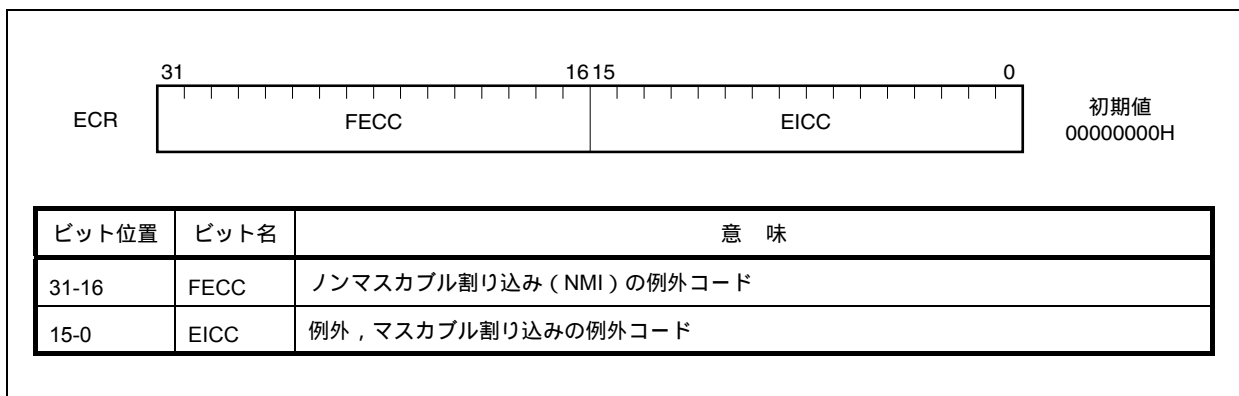 31 16 15 0
ECR FECC EICC 初期値
00000000H
ビット位置 ビット名 意 味
31-16 FECC ノンマスカブル割り込み（NMI）の例外コード
15-0 EICC 例外，マスカブル割り込みの例外コード